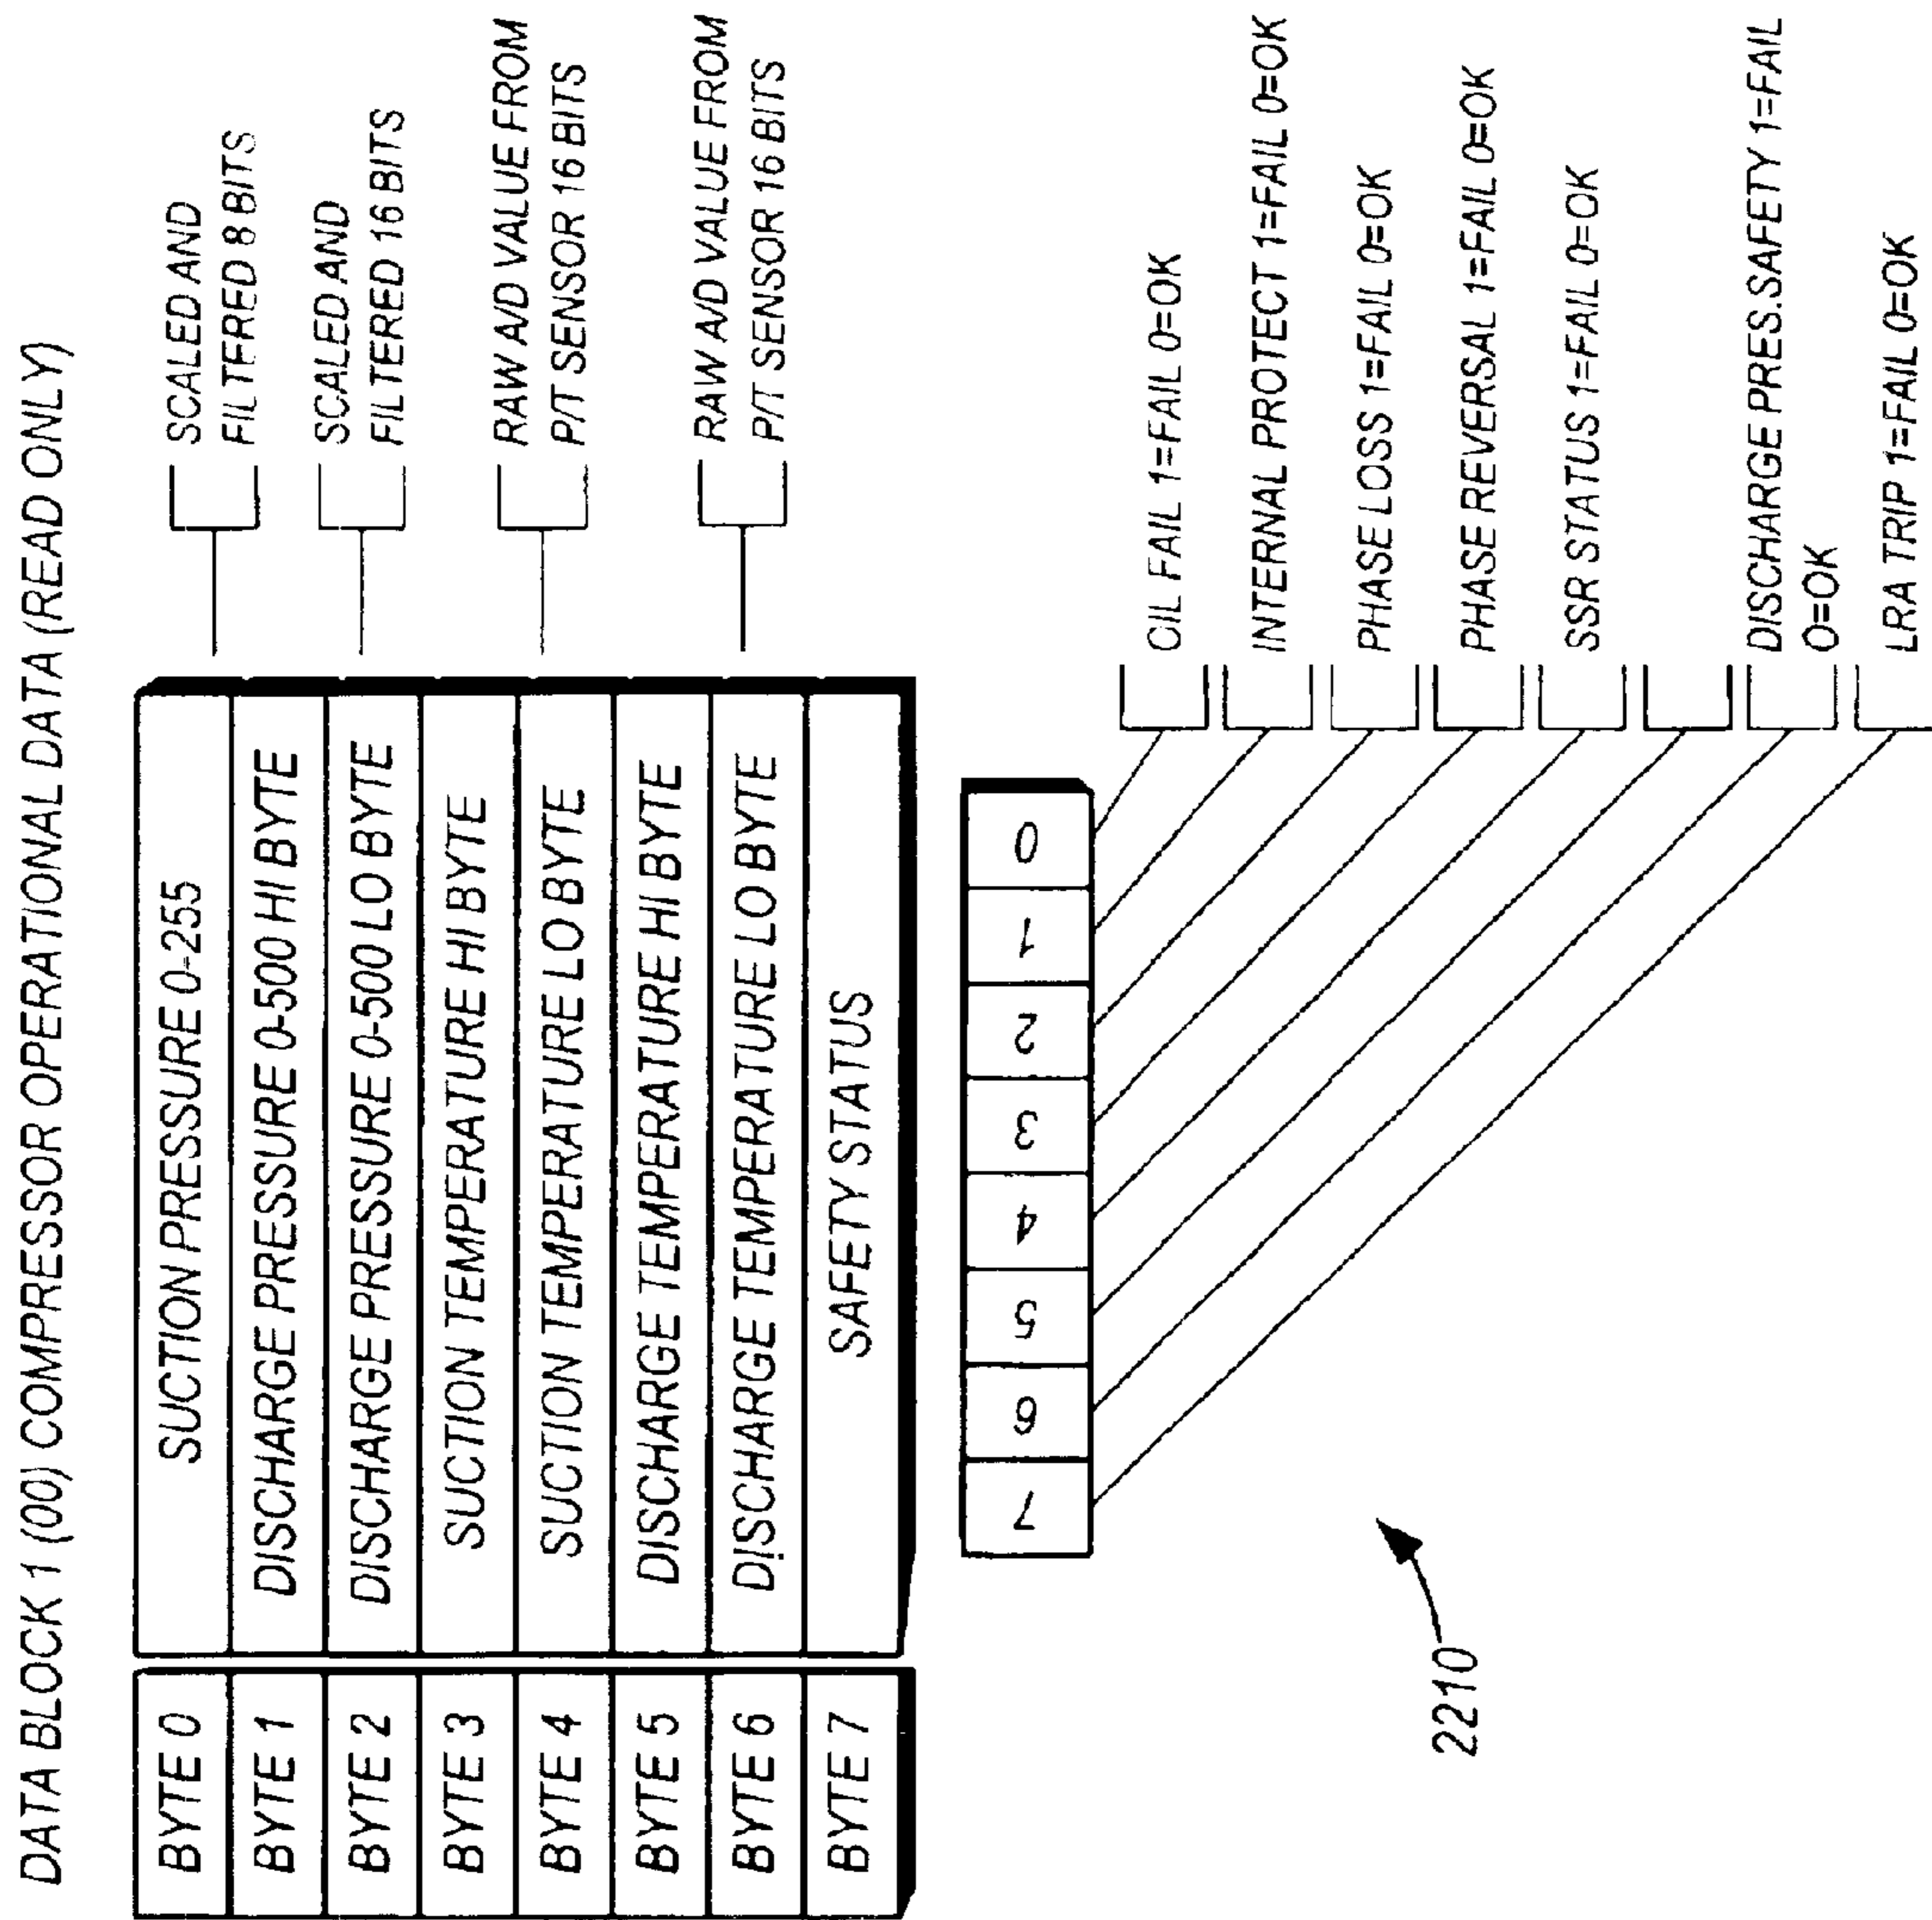 DATA BLOCK 1 (00) COMPRESSOR OPERATIONAL DATA (READ ONLY)
BYTE 0 SUCTION PRESSURE 0-255
SCALED AND
FILTERED 8 BITS
BYTE 1 DISCHARGE PRESSURE 0-500 HI BYTE
BYTE 2 DISCHARGE PRESSURE 0-500 LO BYTE
SCALED AND
FILTERED 16 BITS
BYTE 3 SUCTION TEMPERATURE HI BYTE
BYTE 4 SUCTION TEMPERATURE LO BYTE
RAW A/D VALUE FROM
P/T SENSOR 16 BITS
BYTE 5 DISCHARGE TEMPERATURE HI BYTE
BYTE 6 DISCHARGE TEMPERATURE LO BYTE
RAW A/D VALUE FROM
P/T SENSOR 16 BITS
BYTE 7 SAFETY STATUS
7 6 5 4 3 2 1 0
OIL FAIL 1=FAIL 0=OK
INTERNAL PROTECT 1=FAIL 0=OK
PHASE LOSS 1=FAIL 0=OK
PHASE REVERSAL 1=FAIL 0=OK
SSR STATUS 1=FAIL 0=OK
DISCHARGE PRES.SAFETY 1=FAIL
0=OK
LRA TRIP 1=FAIL 0=OK
2210